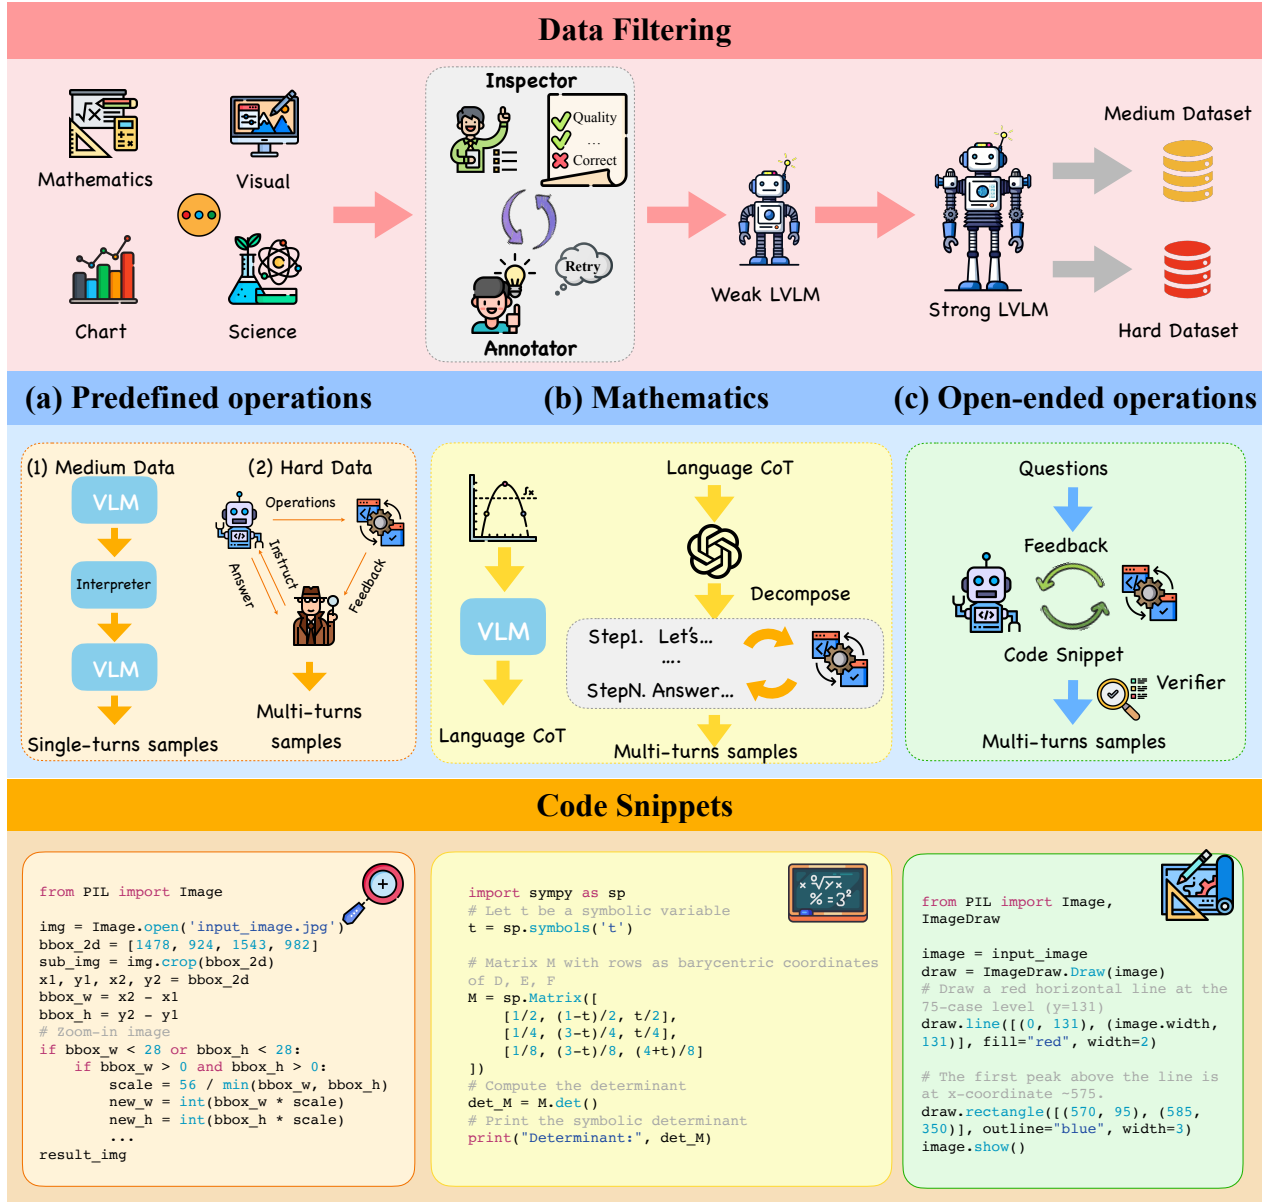 Data Filtering
Mathematics
Visual
Chart
Science
Inspector
Quality
...
Correct
Retry
Annotator
Weak LVLM
Strong LVLM
Medium Dataset
Hard Dataset
(a) Predefined operations
(b) Mathematics
(c) Open-ended operations
(1) Medium Data
VLM
Interpreter
VLM
Single-turns samples
(2) Hard Data
Operations
Instruct
Answer
Feedback
Multi-turns
samples
VLM
Language CoT
Language CoT
Decompose
Step1. Let's...
....
StepN. Answer...
Multi-turns samples
Questions
Feedback
Code Snippet
Verifier
Multi-turns samples
Code Snippets
from PIL import Image
img = Image.open('input_image.jpg')
bbox_2d = [1478, 924, 1543, 982]
sub_img = img.crop(bbox_2d)
x1, y1, x2, y2 = bbox_2d
bbox_w = x2 - x1
bbox_h = y2 - y1
# Zoom-in image
if bbox_w < 28 or bbox_h < 28:
    if bbox_w > 0 and bbox_h > 0:
        scale = 56 / min(bbox_w, bbox_h)
        new_w = int(bbox_w * scale)
        new_h = int(bbox_h * scale)
        ...
result_img
import sympy as sp
# Let t be a symbolic variable
t = sp.symbols('t')
# Matrix M with rows as barycentric coordinates
of D, E, F
M = sp.Matrix([
    [1/2, (1-t)/2, t/2],
    [1/4, (3-t)/4, t/4],
    [1/8, (3-t)/8, (4+t)/8]
])
# Compute the determinant
det_M = M.det()
# Print the symbolic determinant
print("Determinant:", det_M)
from PIL import Image,
ImageDraw
image = input_image
draw = ImageDraw.Draw(image)
# Draw a red horizontal line at the
75-case level (y=131)
draw.line([(0, 131), (image.width,
131)], fill="red", width=2)
# The first peak above the line is
at x-coordinate ~575.
draw.rectangle([(570, 95), (585,
350)], outline="blue", width=3)
image.show()